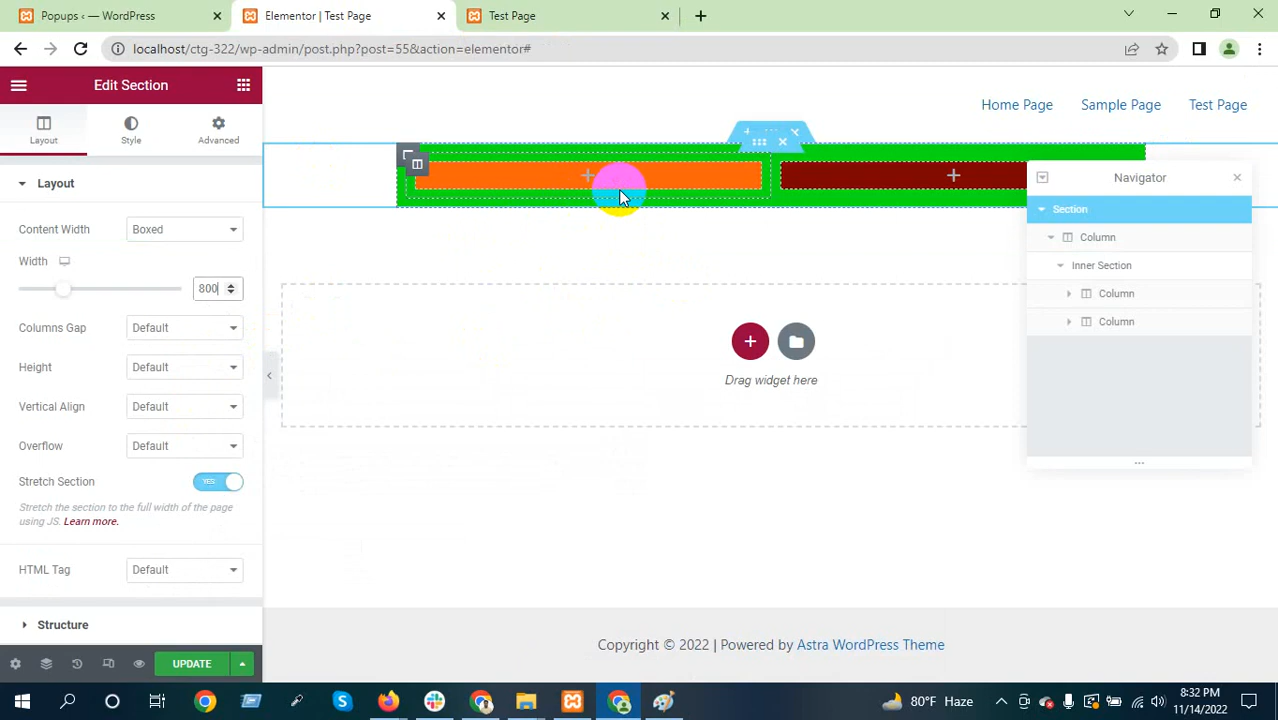 Popups ‹— WordPress
Elementor | Test Page
Test Page
localhost/ctg-322/wp-admin/post.php?post=55&action=elementor#
Edit Section
Home Page
Sample Page
Test Page
Layout
Style
Advanced
Layout
Navigator
Content Width
Boxed
Section
Width
Column
Inner Section
800
Column
Columns Gap
Default
Column
Height
Default
Drag widget here
Vertical Align
Default
Overflow
Default
Stretch Section
YES
Stretch the section to the full width of the page
using JS. Learn more.
HTML Tag
Default
Structure
Copyright © 2022 | Powered by Astra WordPress Theme
UPDATE
80°F Haze
8:32 PM
11/14/2022